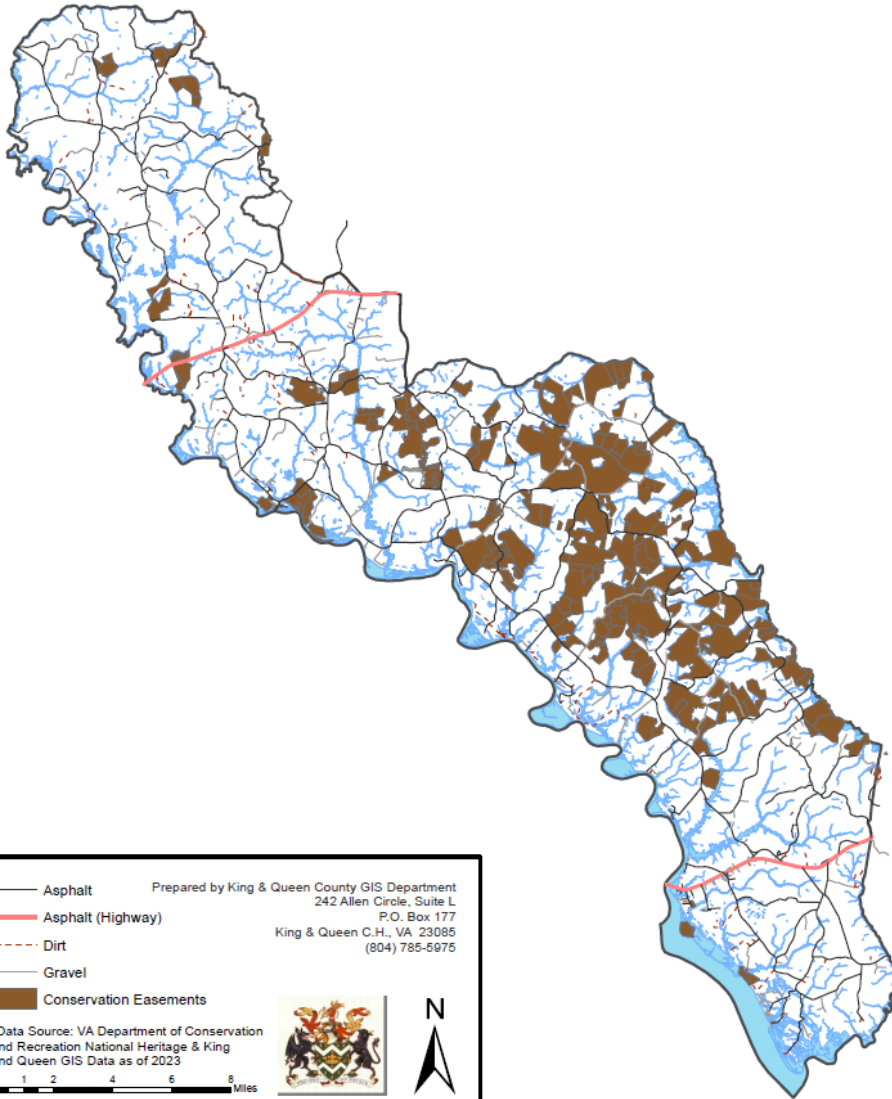 Asphalt
Asphalt (Highway)
Dirt
Gravel
Conservation Easements
Prepared by King & Queen County GIS Department
242 Allen Circle, Suite L
P.O. Box 177
King & Queen C.H., VA 23085
(804) 785-5975
Data Source: VA Department of Conservation
nd Recreation National Heritage & King
nd Queen GIS Data as of 2023
1 2 4 6 8
Miles
N